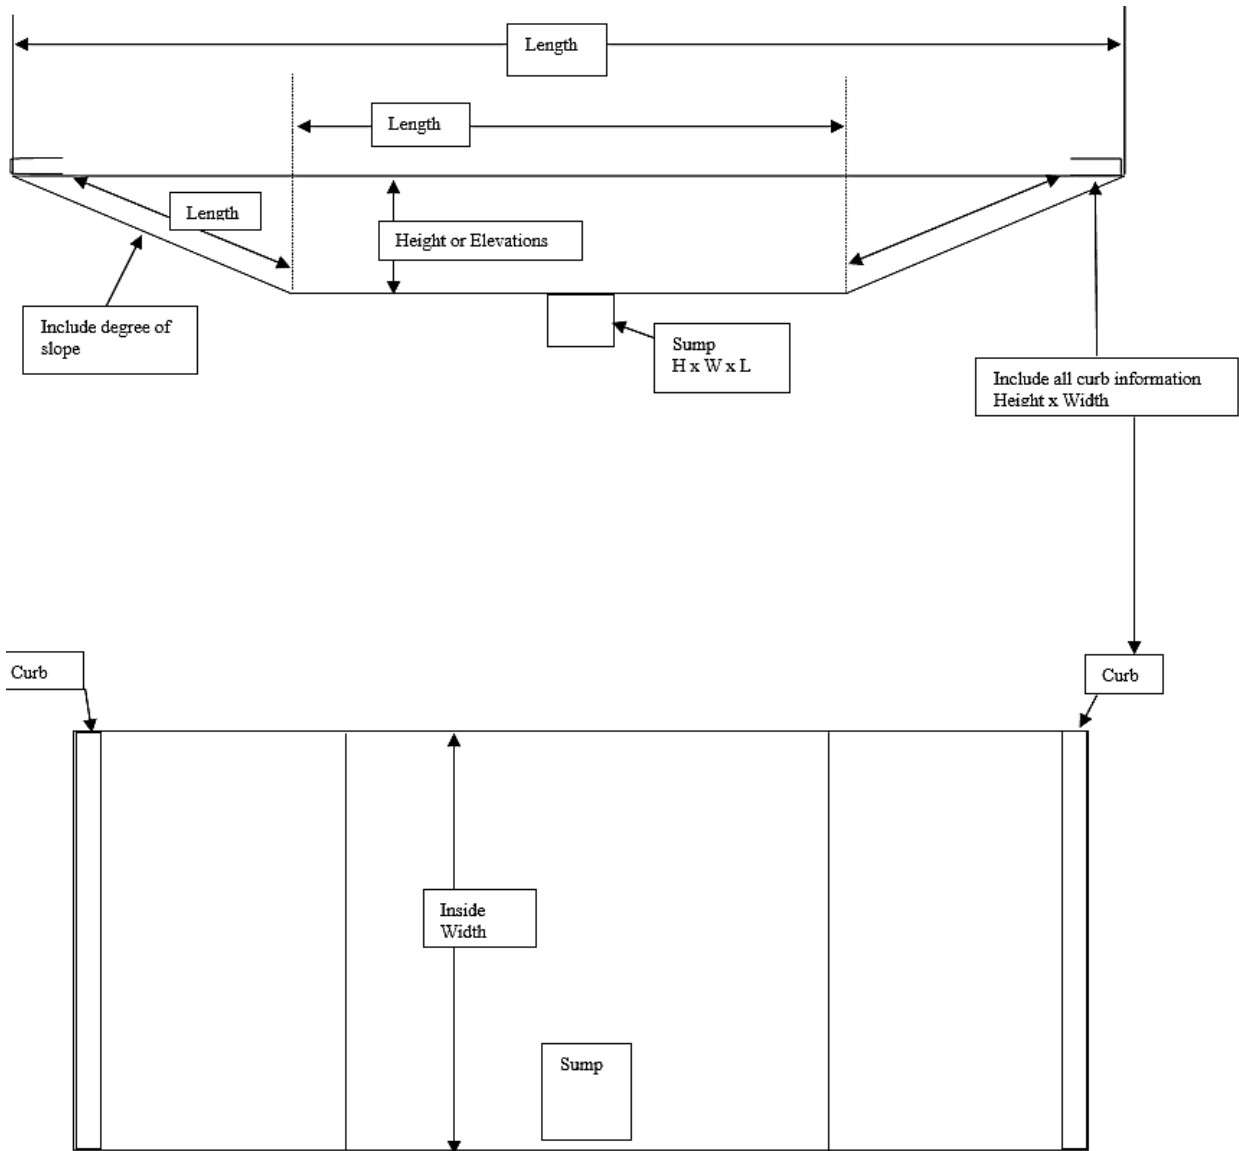 Length
Length
Length
Height or Elevations
Include degree of
slope
Sump
H x W x L
Include all curb information
Height x Width
Curb
Curb
Inside
Width
Sump